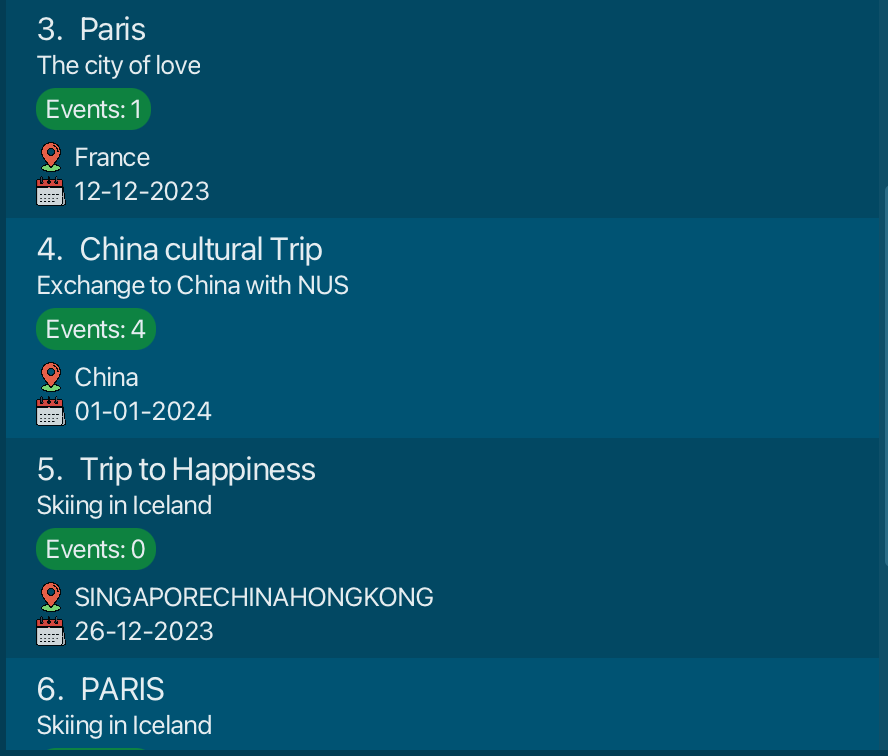 3. Paris
The city of love
Events: 1
France
12-12-2023
4. China cultural Trip
Exchange to China with NUS
Events: 4
China
01-01-2024
5. Trip to Happiness
Skiing in Iceland
Events: 0
SINGAPORECHINAHONGKONG
26-12-2023
6. PARIS
Skiing in Iceland